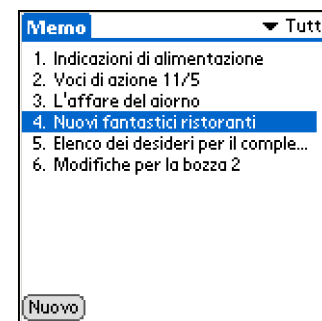 Memo
Tutt
1. Indicazioni di alimentazione
2. Voci di azione 11/5
3. L'affare del giorno
4. Nuovi fantastici ristoranti
5. Elenco dei desideri per il comple...
6. Modifiche per la bozza 2
Nuovo